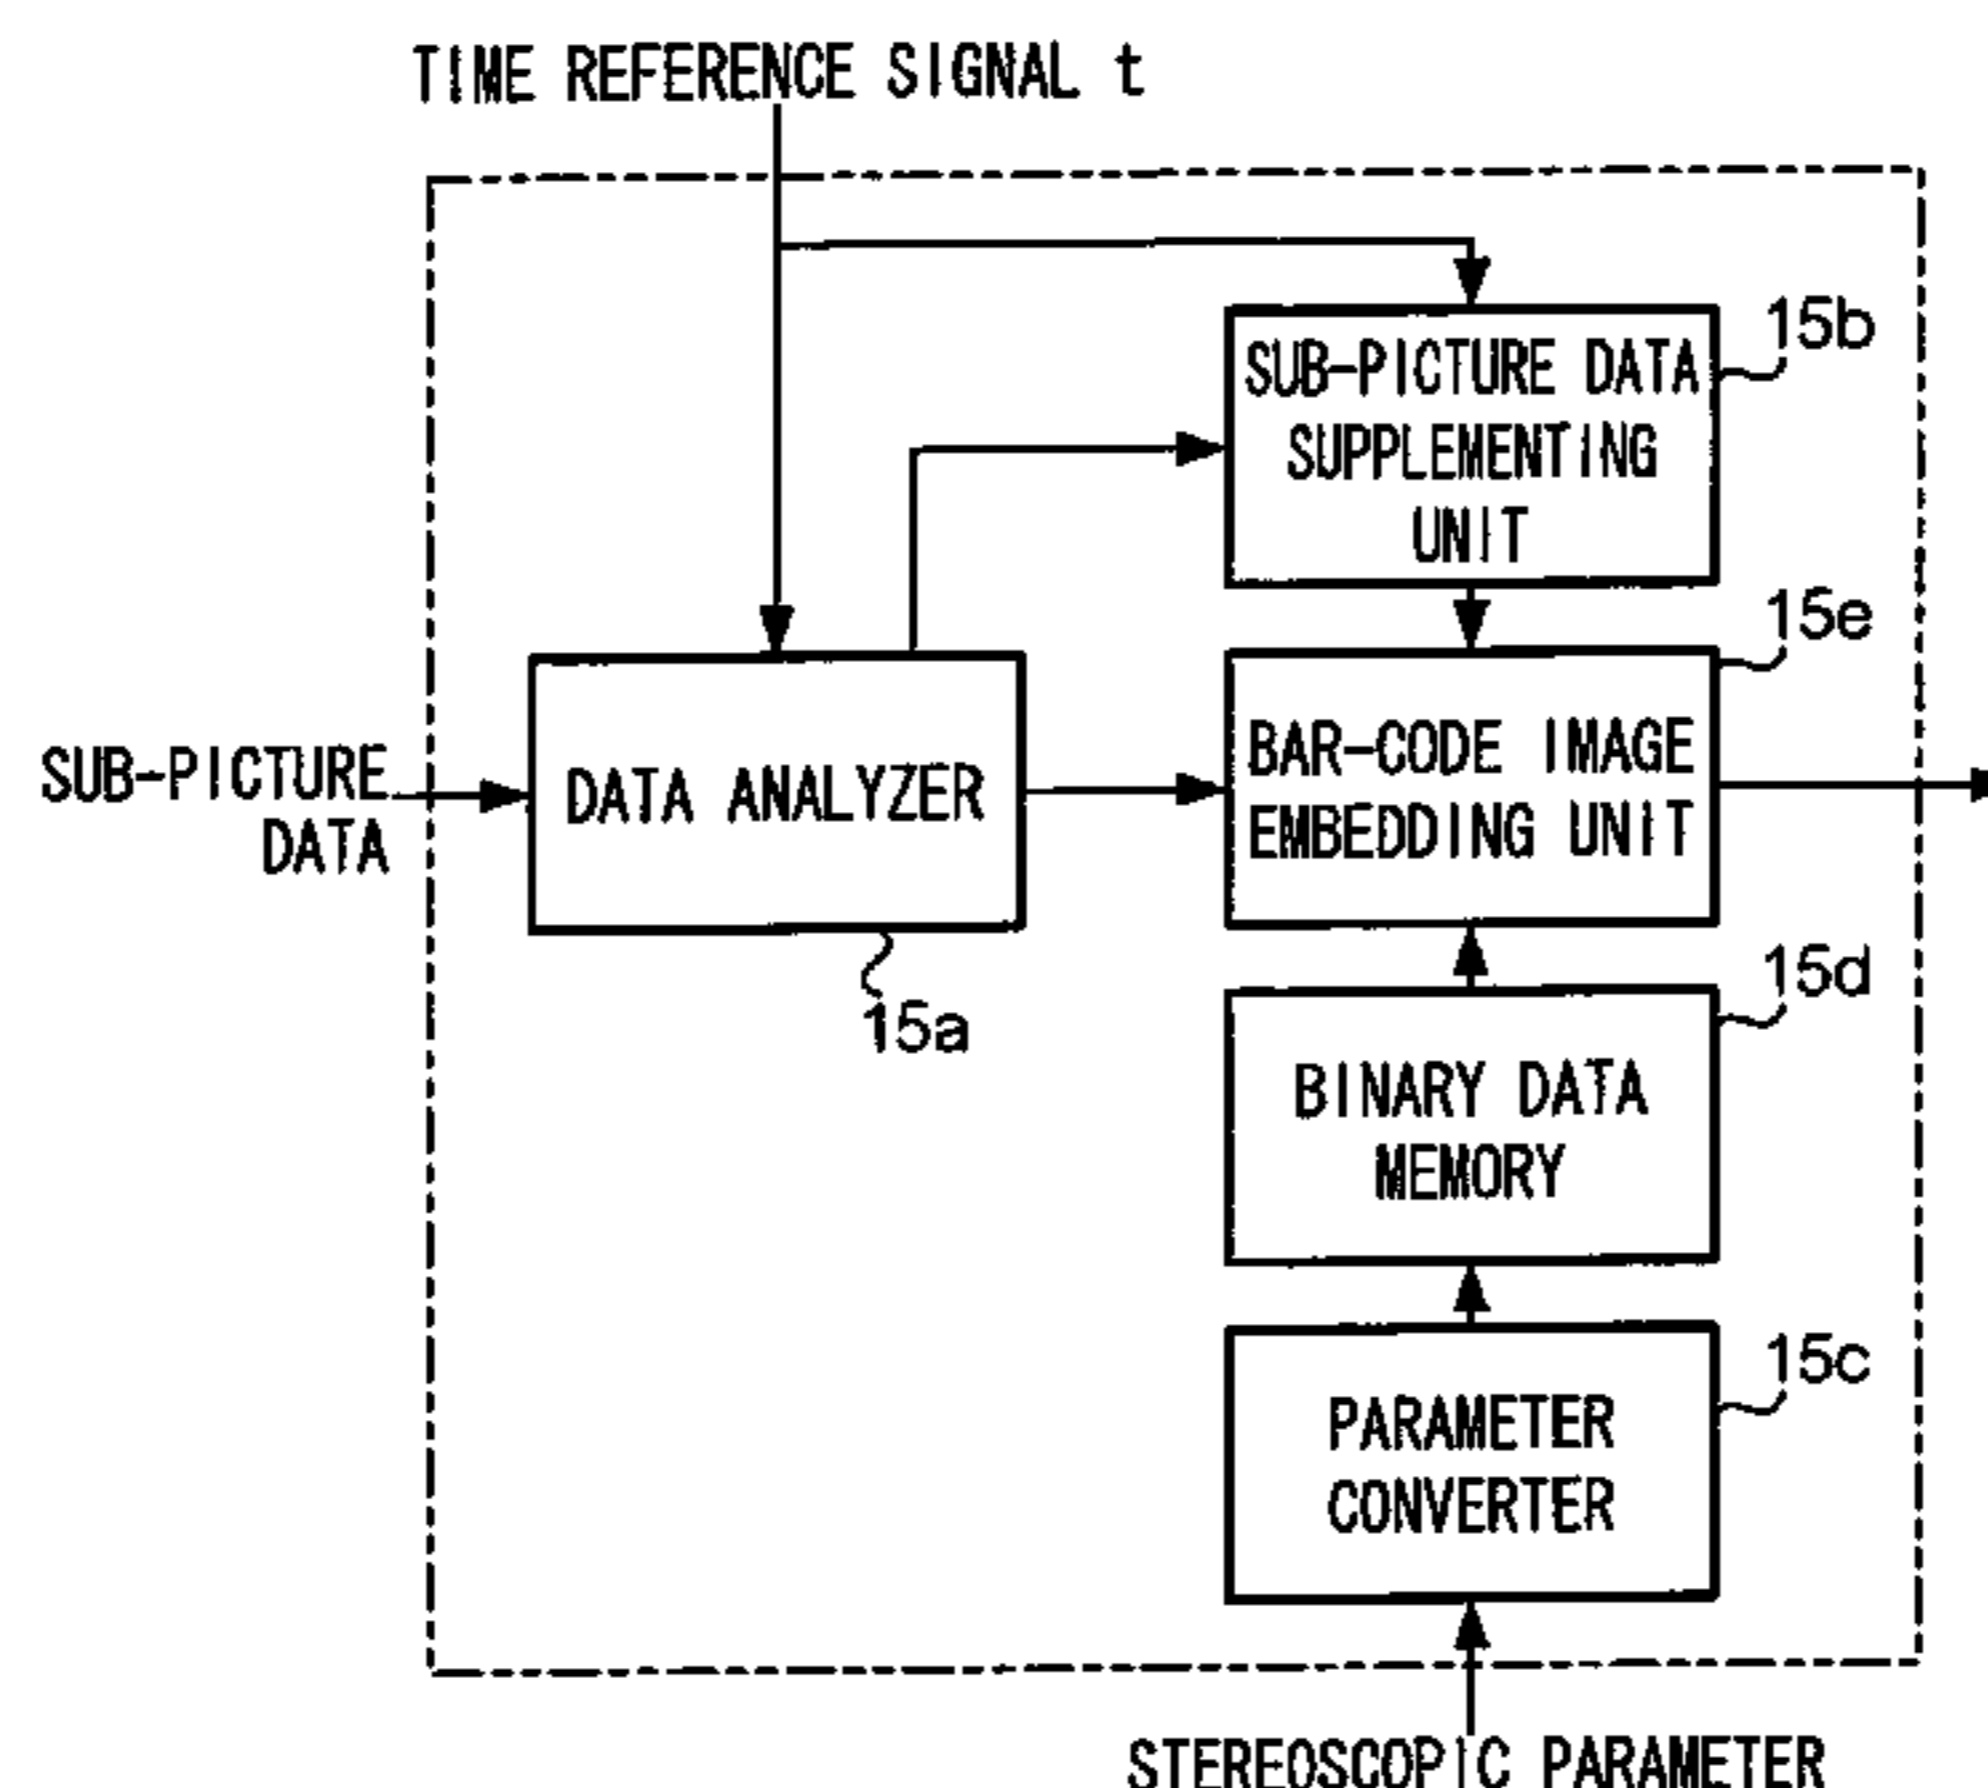 TIME REFERENCE SIGNAL t
15b
SUB-PICTURE DATA
SUPPLEMENTING
UNIT
15e
SUB-PICTURE
DATA
DATA ANALYZER
BAR-CODE IMAGE
EMBEDDING UNIT
15a
15d
BINARY DATA
MEMORY
15c
PARAMETER
CONVERTER
STEREOSCOPIC PARAMETER